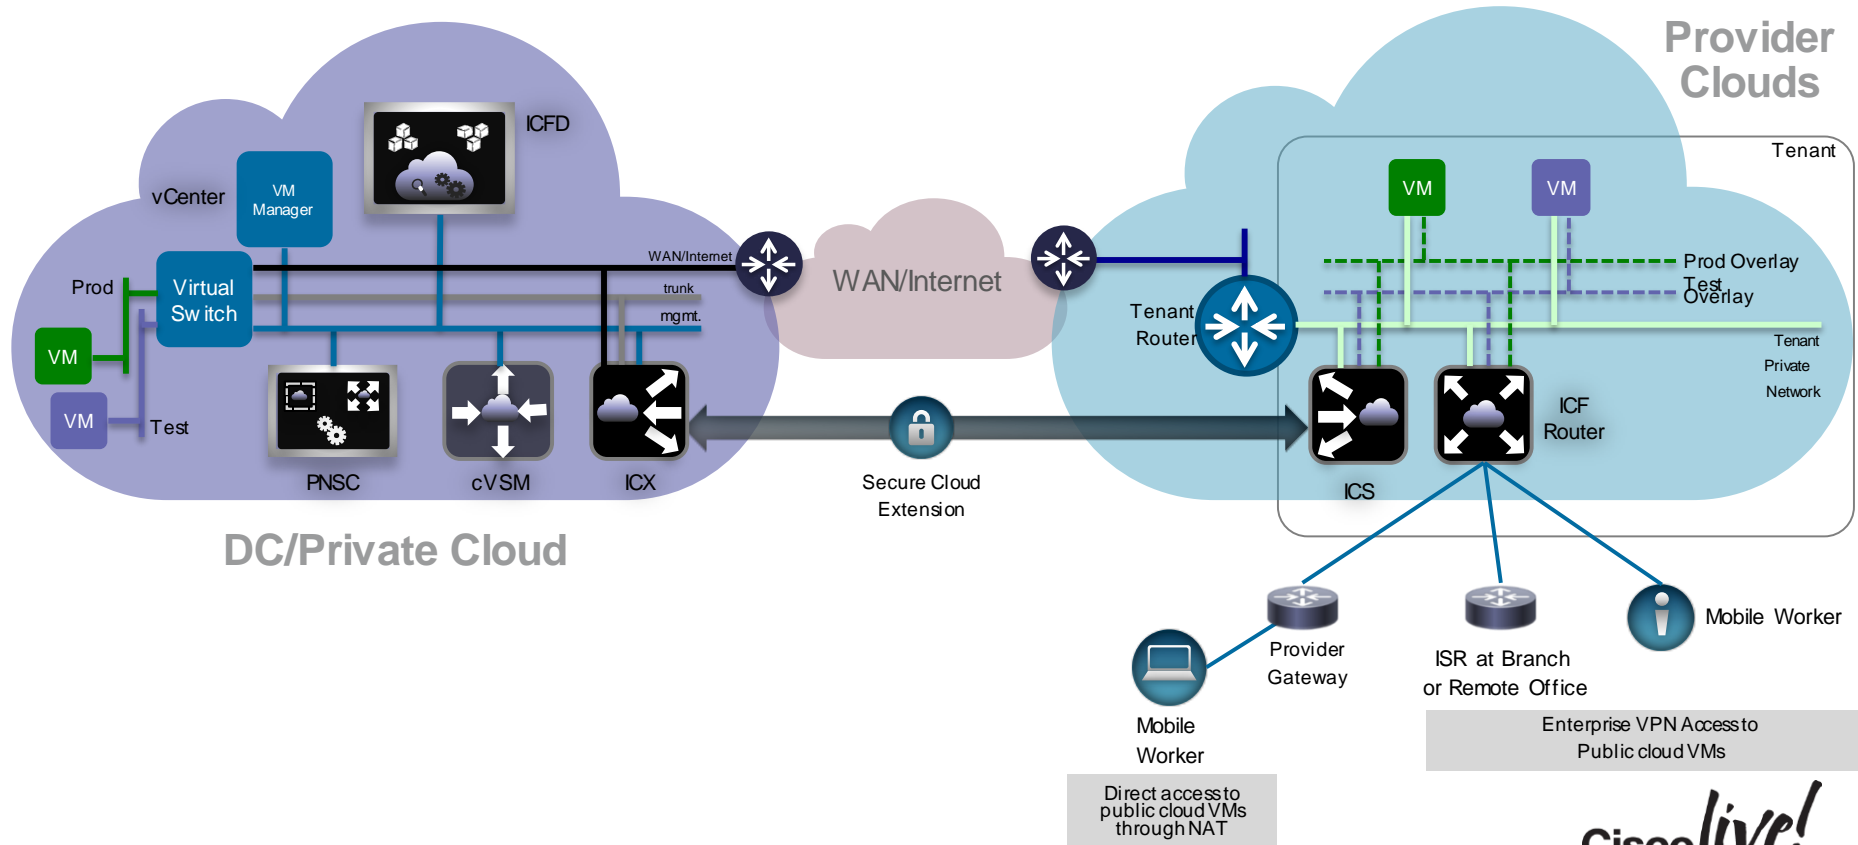 Provider
Clouds
Tenant
ICFD
vCenter
VM
Manager
VM
VM
WAN/Internet
WAN/Internet
Prod
Virtual
Switch
trunk
mgmt.
Prod Overlay
Test
Overlay
Tenant
Router
Tenant
Private
Network
VM
VM
Test
PNSC
cVSM
ICX
Secure Cloud
Extension
ICS
ICF
Router
DC/Private Cloud
Provider
Gateway
ISR at Branch
or Remote Office
Mobile Worker
Mobile
Worker
Enterprise VPN Access to
Public cloud VMs
Direct access to
public cloud VMs
through NAT
Cisco live!